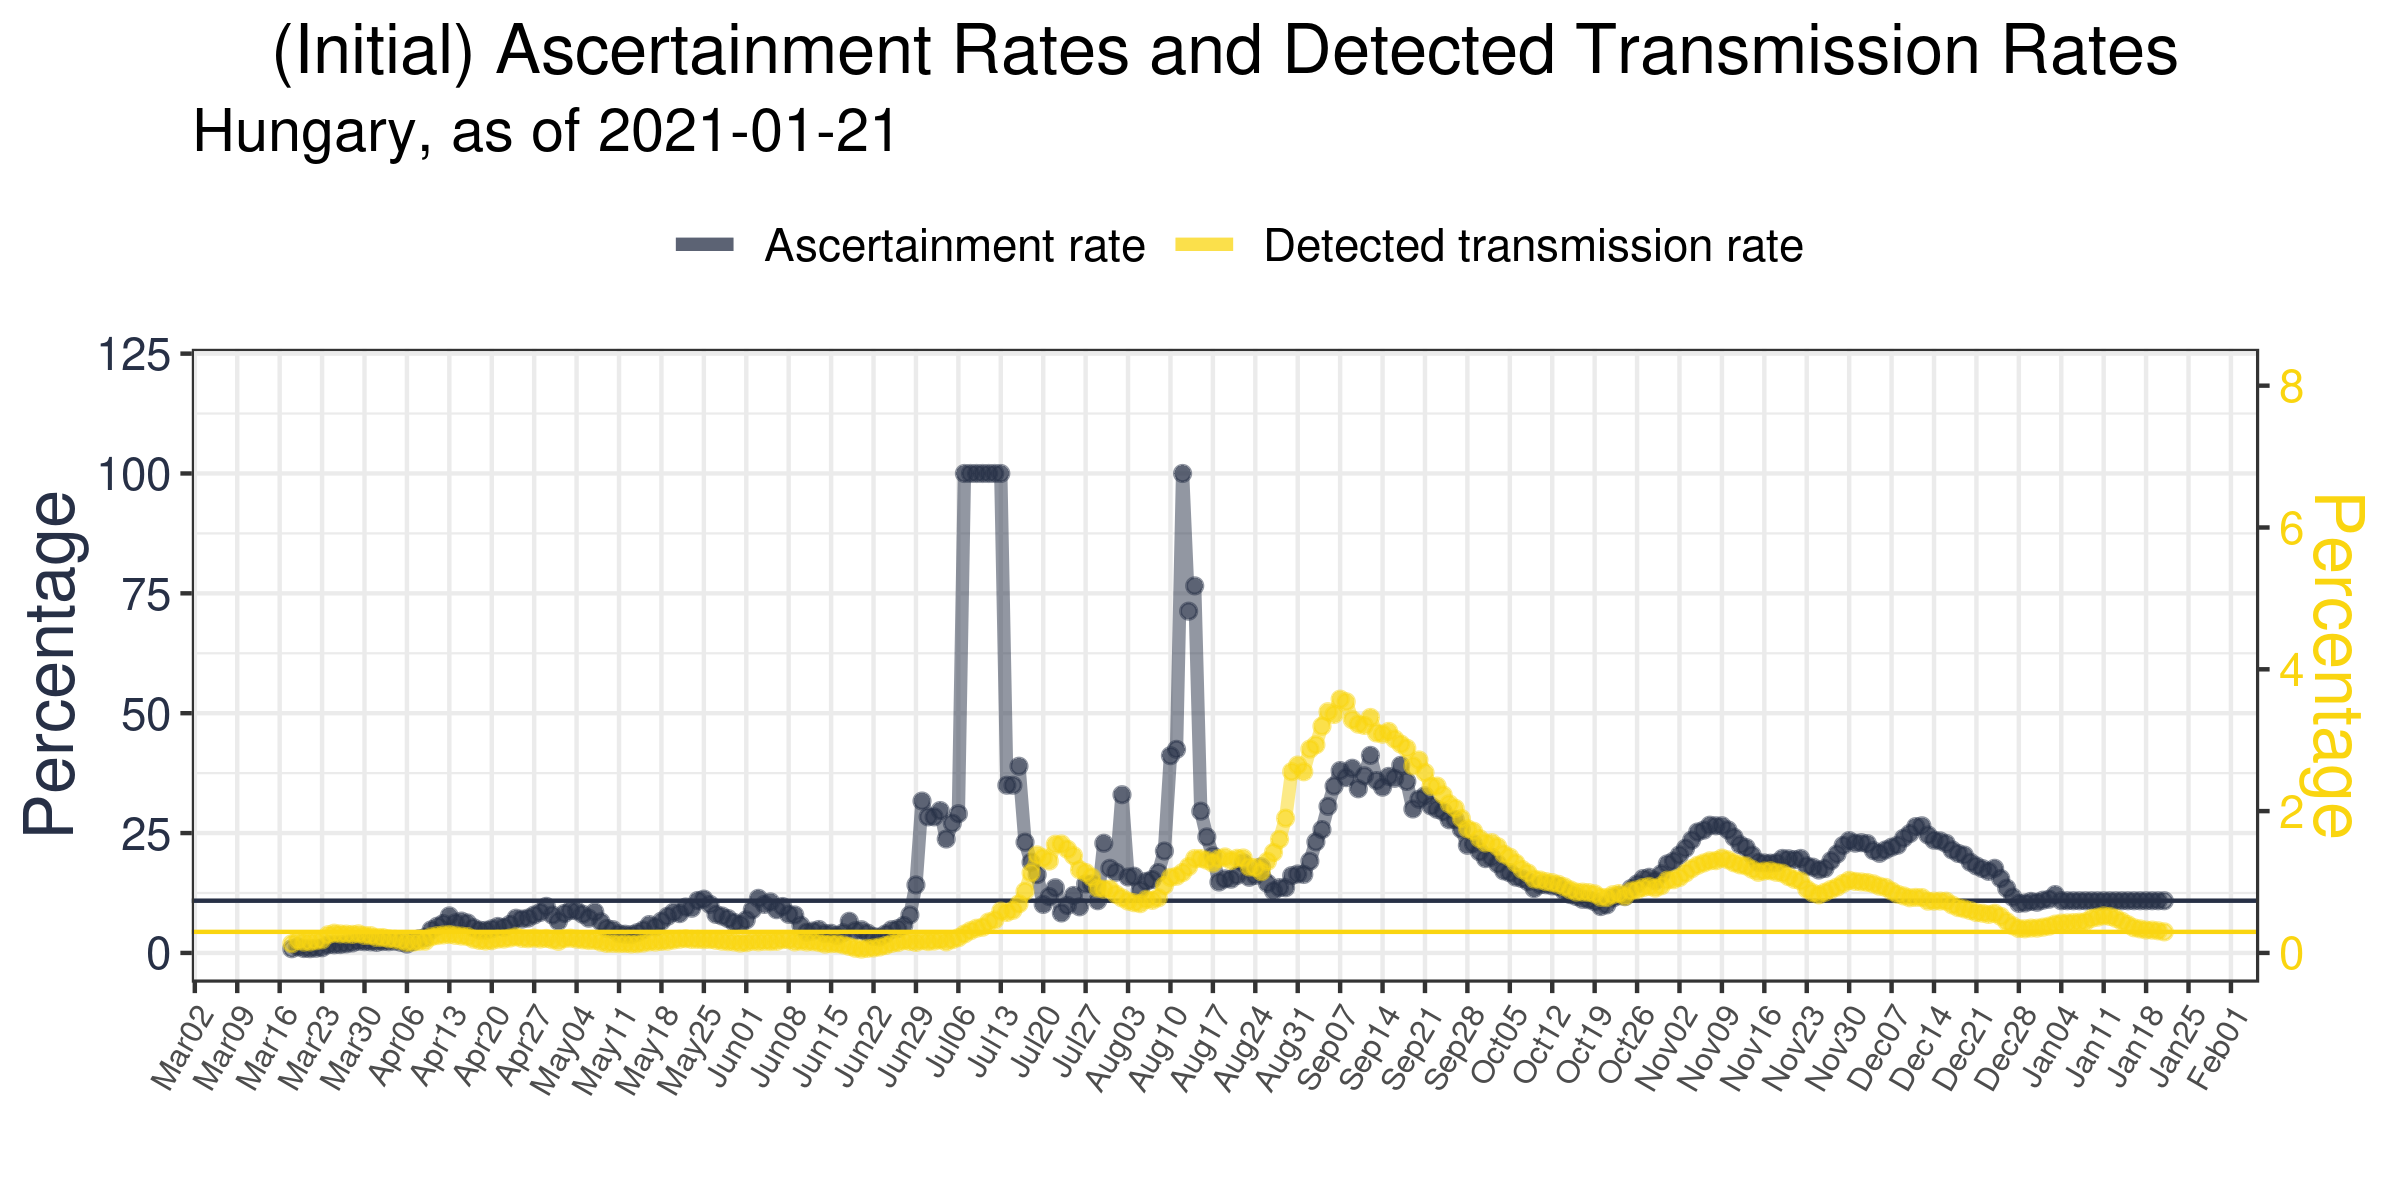 (Initial) Ascertainment Rates and Detected Transmission Rates
Hungary, as of 2021-01-21
Ascertainment rate Detected transmission rate
125
100
75
50
25
0
Percentage
8
6
4
2
0
Percentage
Mar02 Mar09 Mar16 Mar23 Mar30 Apr06 Apr13 Apr20 Apr27 May04 May11 May18 May25 Jun01 Jun08 Jun15 Jun22 Jun29 Jul06 Jul13 Jul20 Jul27 Aug03 Aug10 Aug17 Aug24 Aug31 Sep07 Sep14 Sep21 Sep28 Oct05 Oct12 Oct19 Oct26 Nov02 Nov09 Nov16 Nov23 Nov30 Dec07 Dec14 Dec21 Dec28 Jan04 Jan11 Jan18 Jan25 Feb01